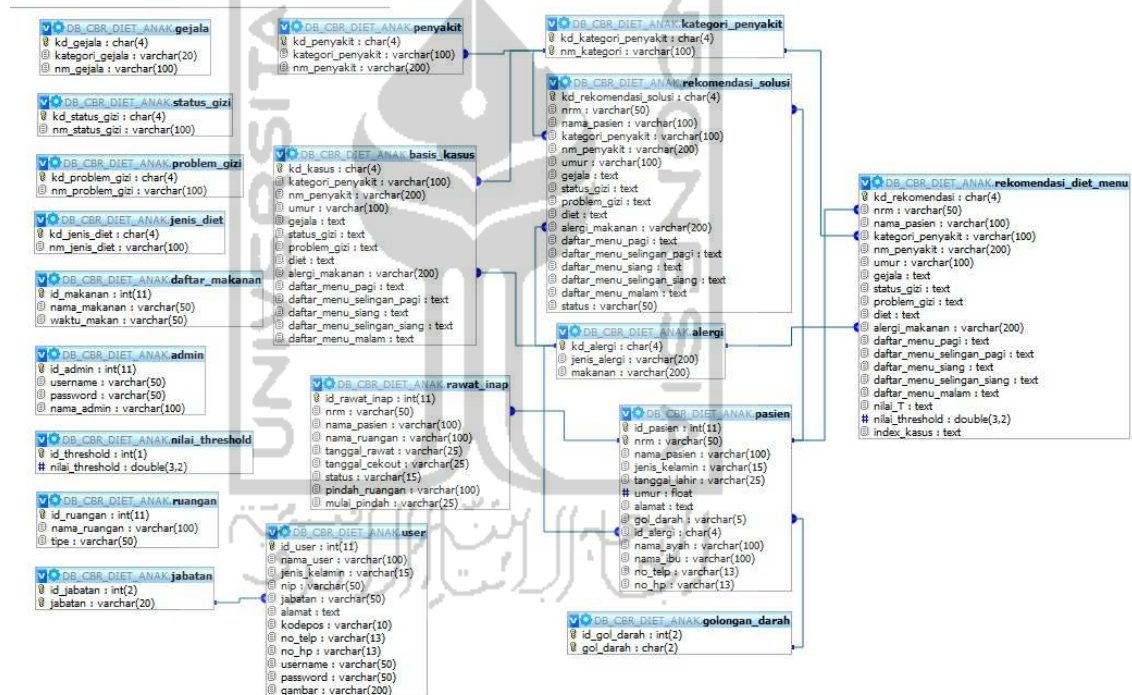 DB_CBR_DIET_ANAK.gejala
kd_gejala : char(4)
kategori_gejala : varchar(20)
nm_gejala : varchar(100)
DB_CBR_DIET_ANAK.status_gizi
kd_status_gizi : char(4)
nm_status_gizi : varchar(100)
DB_CBR_DIET_ANAK.problem_gizi
kd_problem_gizi : char(4)
nm_problem_gizi : varchar(100)
DB_CBR_DIET_ANAK.jenis_diet
kd_jenis_diet : char(4)
nm_jenis_diet : varchar(100)
DB_CBR_DIET_ANAK.daftar_makanan
id_makanan : int(11)
nama_makanan : varchar(50)
waktu_makan : varchar(50)
DB_CBR_DIET_ANAK.admin
id_admin : int(11)
username : varchar(50)
password : varchar(50)
nama_admin : varchar(100)
DB_CBR_DIET_ANAK.nilai_threshold
id_threshold : int(1)
# nilai_threshold : double(3,2)
DB_CBR_DIET_ANAK.ruangan
id_ruangan : int(11)
nama_ruangan : varchar(100)
tipe : varchar(50)
DB_CBR_DIET_ANAK.jabatan
id_jabatan : int(2)
jabatan : varchar(20)
DB_CBR_DIET_ANAK.penyakit
kd_penyakit : char(4)
kategori_penyakit : varchar(100)
nm_penyakit : varchar(200)
DB_CBR_DIET_ANAK.basis_kasus
kd_kasus : char(4)
kategori_penyakit : varchar(100)
nm_penyakit : varchar(200)
umur : varchar(100)
gejala : text
status_gizi : text
problem_gizi : text
diet : text
alergi_makanan : varchar(200)
daftar_menu_pagi : text
daftar_menu_selingan_pagi : text
daftar_menu_siang : text
daftar_menu_selingan_siang : text
daftar_menu_malam : text
DB_CBR_DIET_ANAK.rawat_inap
id_rawat_inap : int(11)
nrm : varchar(50)
nama_pasien : varchar(100)
nama_ruangan : varchar(100)
tanggal_rawat : varchar(25)
tanggal_cekout : varchar(25)
status : varchar(15)
pindah_ruangan : varchar(100)
mulai_pindah : varchar(25)
DB_CBR_DIET_ANAK.user
id_user : int(11)
nama_user : varchar(100)
jenis_kelamin : varchar(15)
nip : varchar(50)
jabatan : varchar(50)
alamat : text
kodepos : varchar(10)
no_telp : varchar(13)
no_hp : varchar(13)
username : varchar(50)
password : varchar(50)
gambar : varchar(200)
DB_CBR_DIET_ANAK.kategori_penyakit
kd_kategori_penyakit : char(4)
nm_kategori : varchar(100)
DB_CBR_DIET_ANAK.rekomendasi_solusi
kd_rekomendasi_solusi : char(4)
nrm : varchar(50)
nama_pasien : varchar(100)
kategori_penyakit : varchar(100)
nm_penyakit : varchar(200)
umur : varchar(100)
gejala : text
status_gizi : text
problem_gizi : text
diet : text
alergi_makanan : varchar(200)
daftar_menu_pagi : text
daftar_menu_selingan_pagi : text
daftar_menu_siang : text
daftar_menu_selingan_siang : text
daftar_menu_malam : text
status : varchar(50)
DB_CBR_DIET_ANAK.alergi
kd_alergi : char(4)
jenis_alergi : varchar(200)
makanan : varchar(200)
DB_CBR_DIET_ANAK.pasien
id_pasien : int(11)
nrm : varchar(50)
nama_pasien : varchar(100)
jenis_kelamin : varchar(15)
tanggal_lahir : varchar(25)
# umur : float
alamat : text
gol_darah : varchar(5)
id_alergi : char(4)
nama_ayah : varchar(100)
nama_ibu : varchar(100)
no_telp : varchar(13)
no_hp : varchar(13)
DB_CBR_DIET_ANAK.golongan_darah
id_gol_darah : int(2)
gol_darah : char(2)
DB_CBR_DIET_ANAK.rekomendasi_diet_menu
kd_rekomendasi : char(4)
nrm : varchar(50)
nama_pasien : varchar(100)
kategori_penyakit : varchar(100)
nm_penyakit : varchar(200)
umur : varchar(100)
gejala : text
status_gizi : text
problem_gizi : text
diet : text
alergi_makanan : varchar(200)
daftar_menu_pagi : text
daftar_menu_selingan_pagi : text
daftar_menu_siang : text
daftar_menu_selingan_siang : text
daftar_menu_malam : text
nilai_T : text
# nilai_threshold : double(3,2)
index_kasus : text